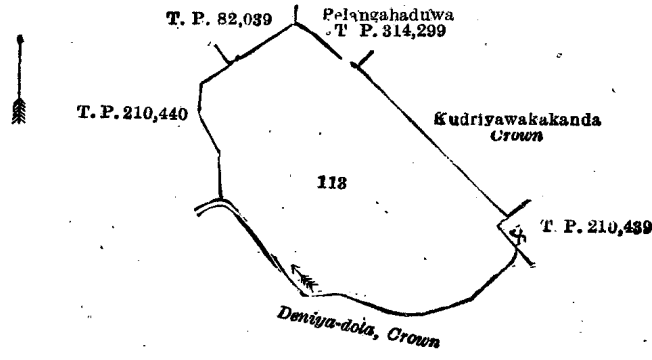 T. P. 82,039
Pelangahaduwa
T P. 314,299
T. P. 210,440
Kudriyawakakanda
Crown
113
T. P. 210,439
Deniya-dola, Crown